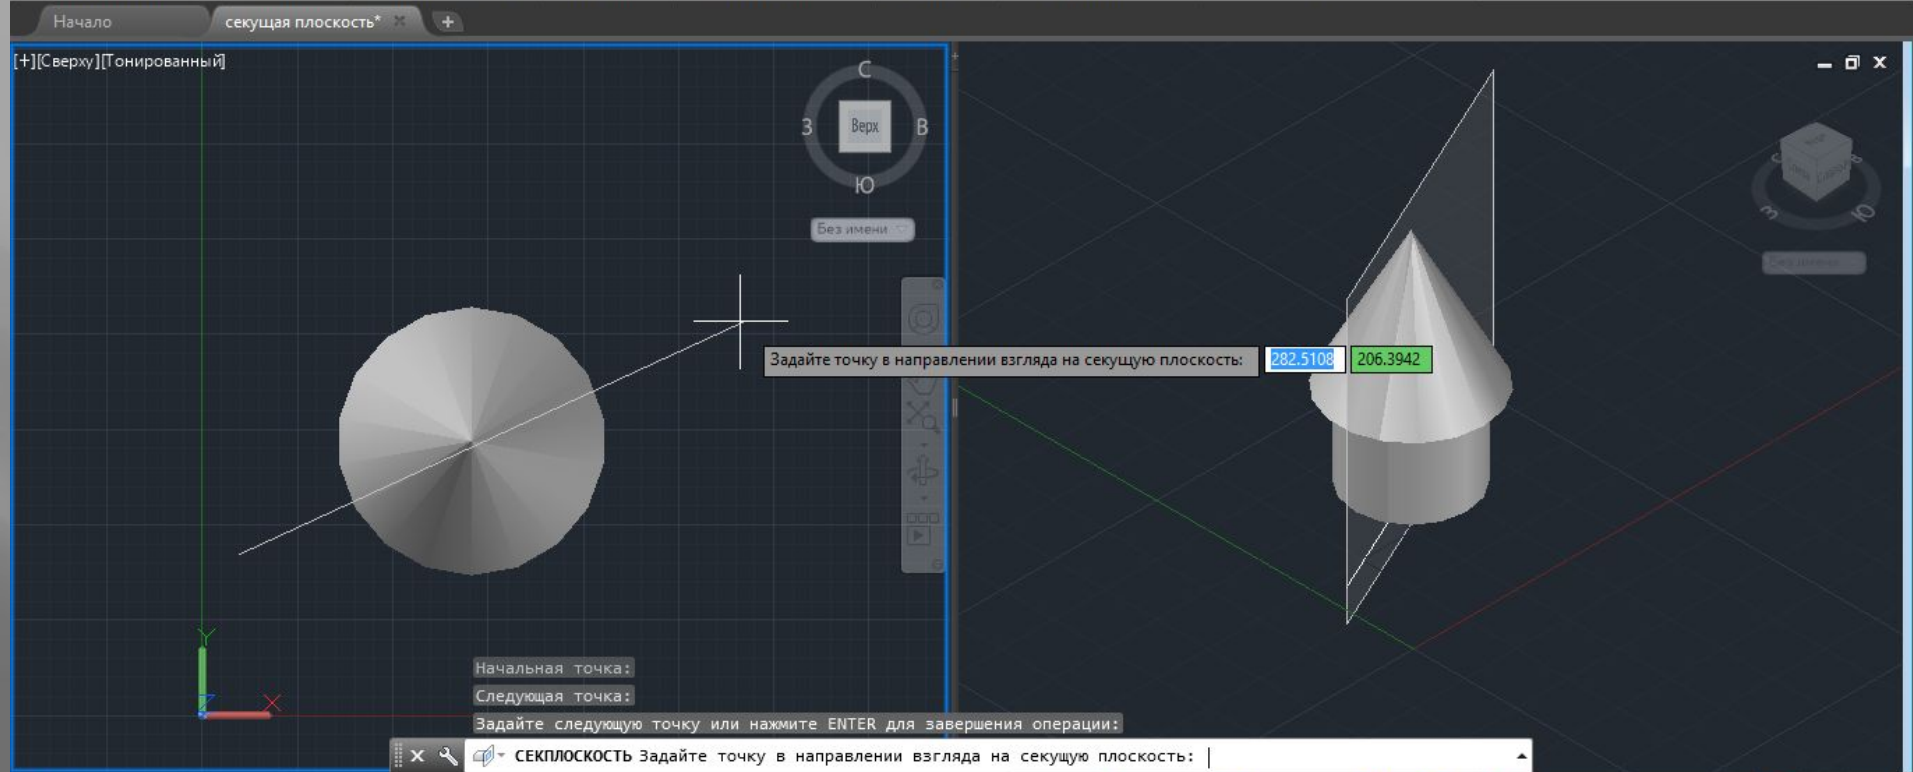 Начало
секущая плоскость*
[+][Сверху][Тонированный]
С
З Верх В
Ю
Без имени
З Ю
Задайте точку в направлении взгляда на секущую плоскость: 282.5108 206.3942
Y
X
Начальная точка:
Следующая точка:
Задайте следующую точку или нажмите ENTER для завершения операции:
СЕКПЛОСКОСТЬ Задайте точку в направлении взгляда на секущую плоскость: